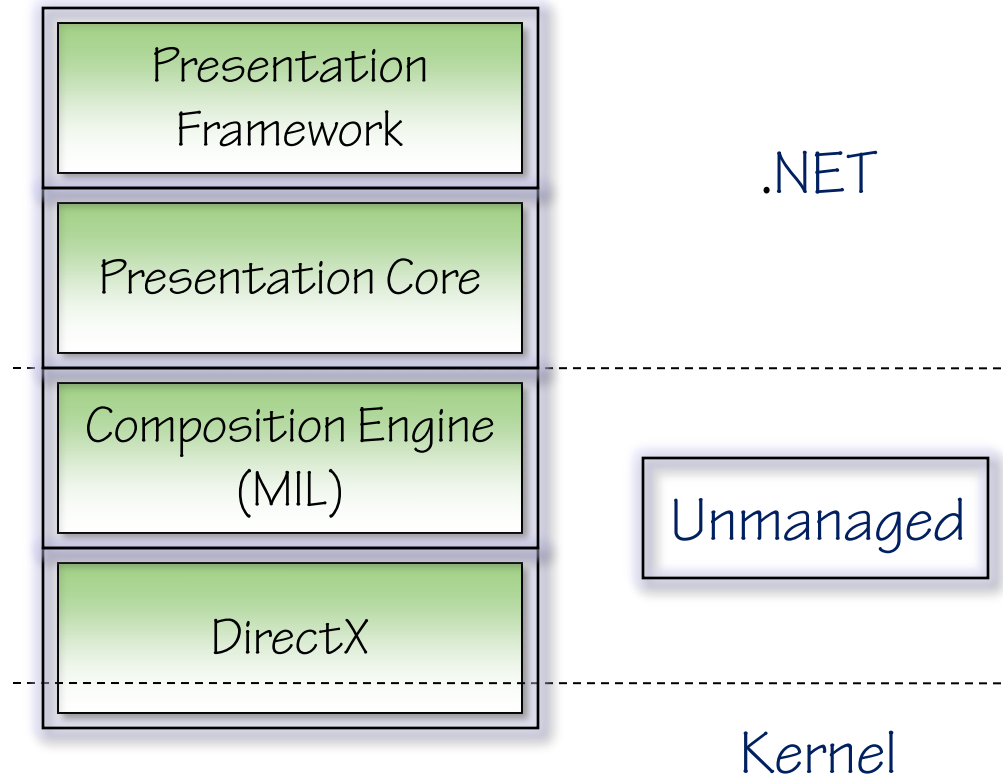 Presentation
Framework
.NET
Presentation Core
Composition Engine
(MIL)
Unmanaged
DirectX
Kernel